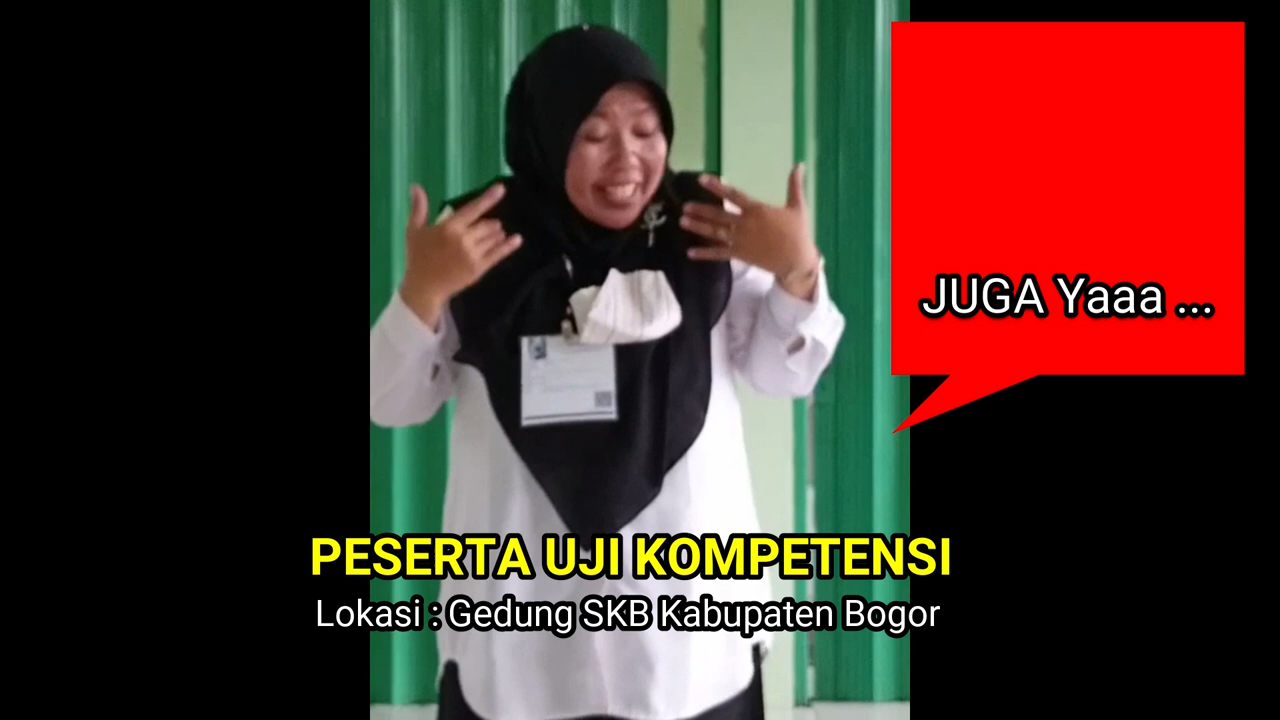 JUGA Yaaa ...
PESERTA UJI KOMPETENSI
Lokasi : Gedung SKB Kabupaten Bogor